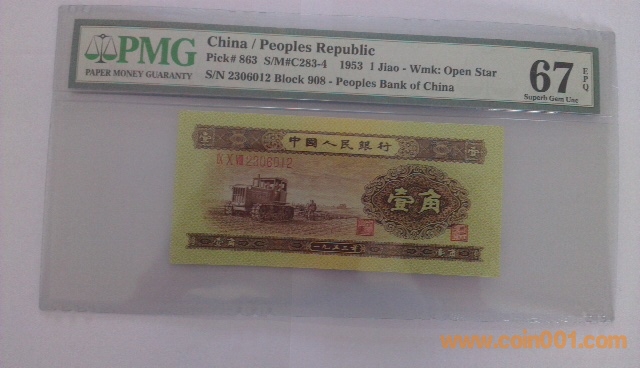 PMG
PAPER MONEY GUARANTY
China / Peoples Republic
Pick# 863 S/M#C283-4 1953 1 Jiao - Wmk: Open Star
S/N 2306012 Block 908 - Peoples Bank of China
67 EPQ
Superb Gem Unc
中國人民銀行
2306012
壹角
一九五三年
www.coin001.com